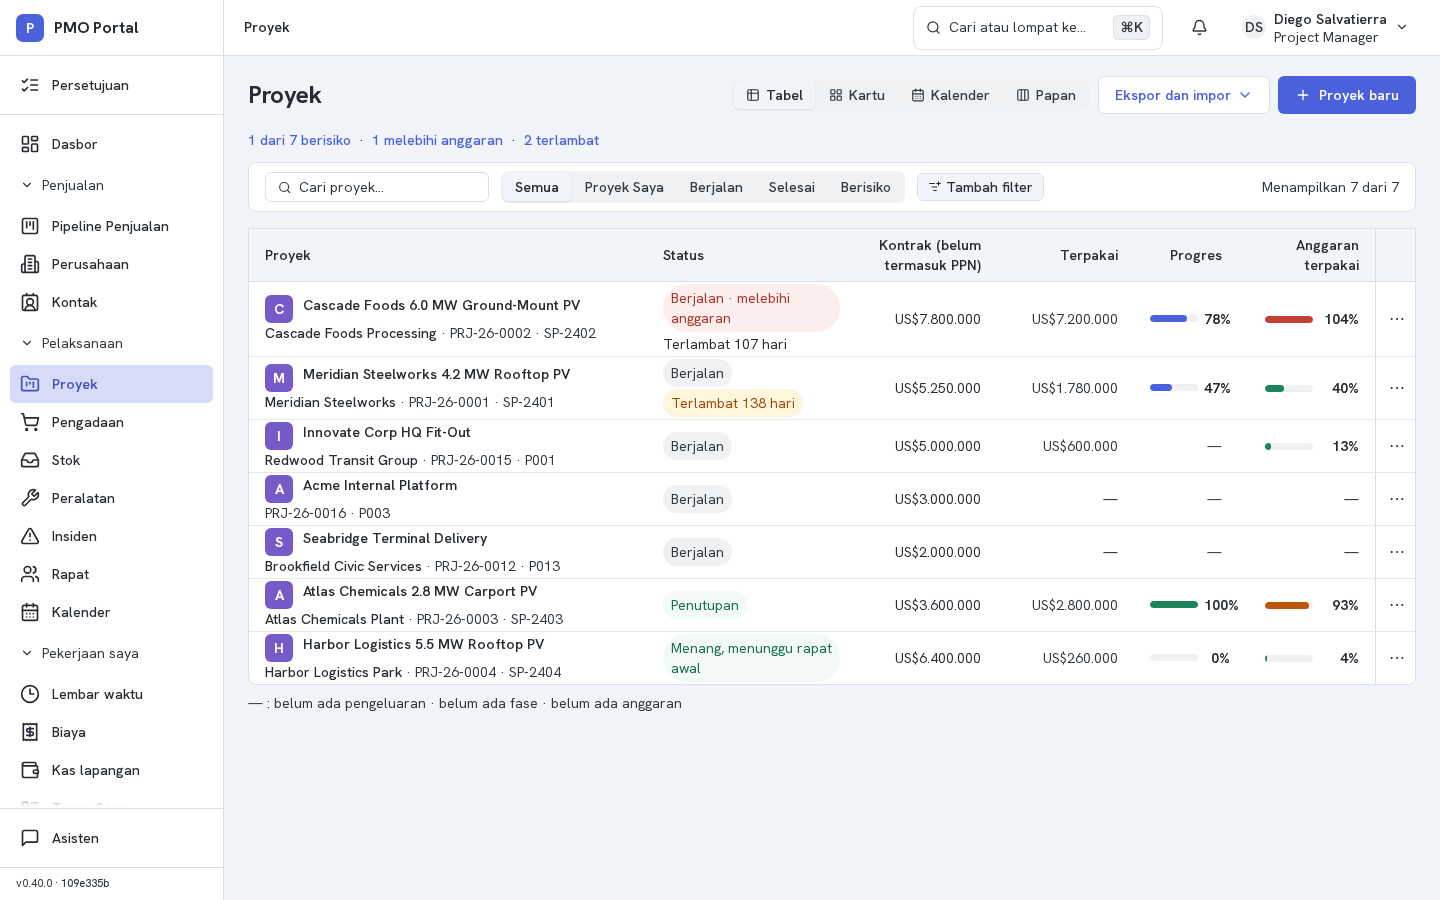 P PMO Portal
Proyek
Cari atau lompat ke...
⌘K
DS
Diego Salvatierra
Project Manager
Persetujuan
Dasbor
Penjualan
Pipeline Penjualan
Perusahaan
Kontak
Pelaksanaan
Proyek
Pengadaan
Stok
Peralatan
Insiden
Rapat
Kalender
Pekerjaan saya
Lembar waktu
Biaya
Kas lapangan
Asisten
v0.40.0 · 109e335b
Proyek
Tabel
Kartu
Kalender
Papan
Ekspor dan impor
Proyek baru
1 dari 7 berisiko · 1 melebihi anggaran · 2 terlambat
Cari proyek...
Semua
Proyek Saya
Berjalan
Selesai
Berisiko
Tambah filter
Menampilkan 7 dari 7
Proyek
Status
Kontrak (belum
termasuk PPN)
Terpakai
Progres
Anggaran
terpakai
C Cascade Foods 6.0 MW Ground-Mount PV
Cascade Foods Processing · PRJ-26-0002 · SP-2402
Berjalan · melebihi
anggaran
Terlambat 107 hari
US$7.800.000
US$7.200.000
78%
104%
...
M Meridian Steelworks 4.2 MW Rooftop PV
Meridian Steelworks · PRJ-26-0001 · SP-2401
Berjalan
Terlambat 138 hari
US$5.250.000
US$1.780.000
47%
40%
...
I Innovate Corp HQ Fit-Out
Redwood Transit Group · PRJ-26-0015 · P001
Berjalan
US$5.000.000
US$600.000
—
13%
...
A Acme Internal Platform
PRJ-26-0016 · P003
Berjalan
US$3.000.000
—
—
—
...
S Seabridge Terminal Delivery
Brookfield Civic Services · PRJ-26-0012 · P013
Berjalan
US$2.000.000
—
—
—
...
A Atlas Chemicals 2.8 MW Carport PV
Atlas Chemicals Plant · PRJ-26-0003 · SP-2403
Penutupan
US$3.600.000
US$2.800.000
100%
93%
...
H Harbor Logistics 5.5 MW Rooftop PV
Harbor Logistics Park · PRJ-26-0004 · SP-2404
Menang, menunggu rapat
awal
US$6.400.000
US$260.000
0%
4%
...
— : belum ada pengeluaran · belum ada fase · belum ada anggaran